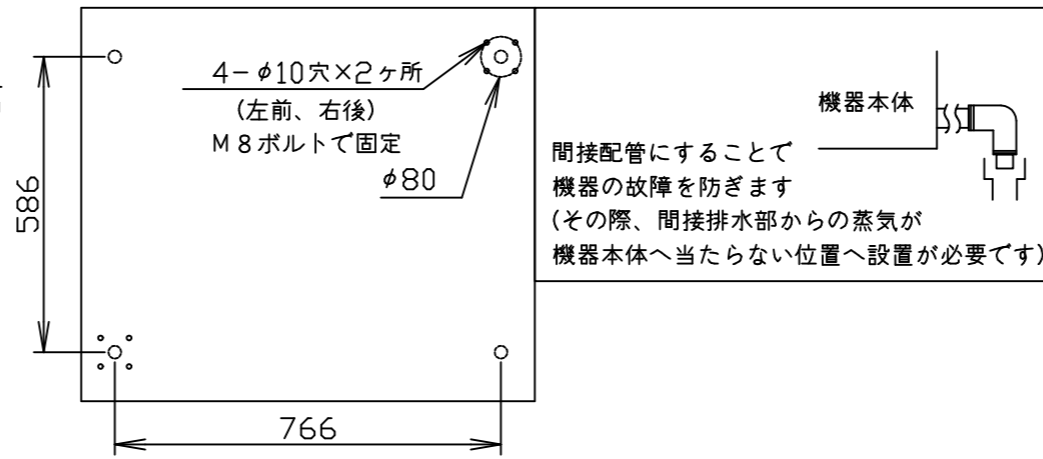 4-φ10穴×2ヶ所
(左前、右後)
M8ボルトで固定
φ80
586
766
機器本体
間接配管にすることで
機器の故障を防ぎます
(その際、間接排水部からの蒸気が
機器本体へ当たらない位置へ設置が必要です)